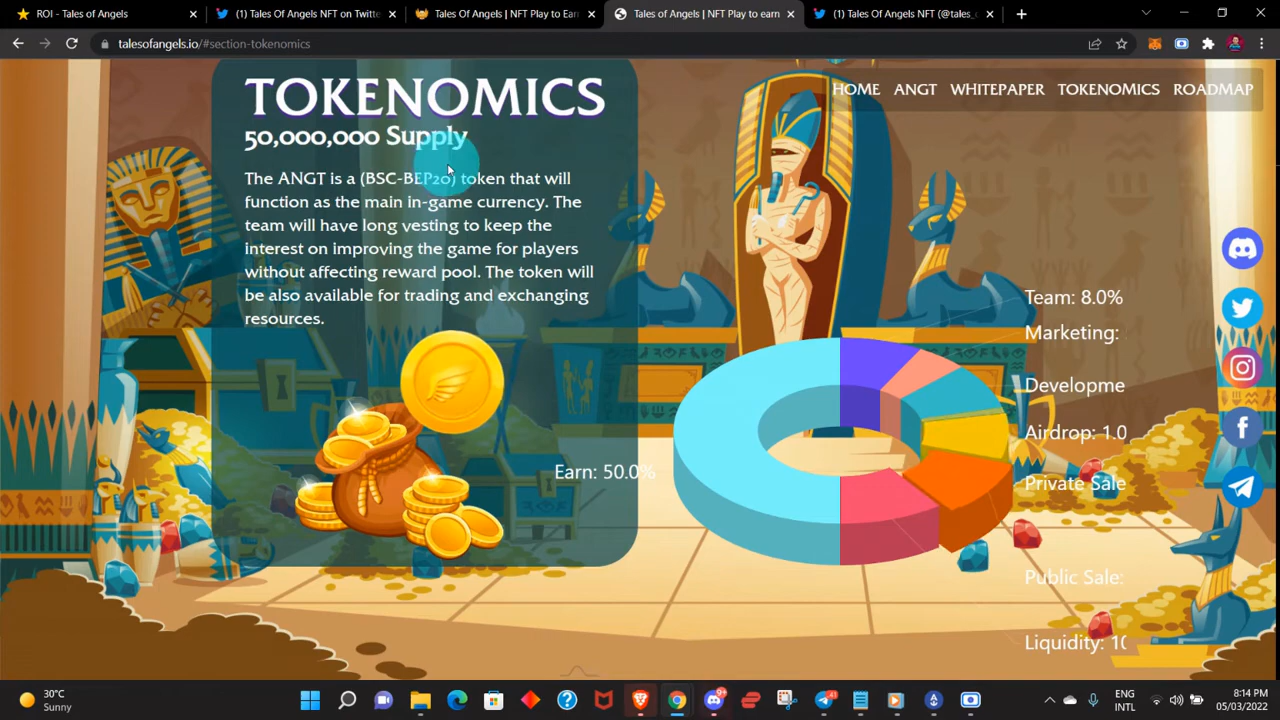 ROI - Tales of Angels
(1) Tales Of Angels NFT on Twitte
Tales Of Angels | NFT Play to Earn
Tales of Angels | NFT Play to earn
(1) Tales Of Angels NFT (@tales_
talesofangels.io/#section-tokenomics
HOME ANGT WHITEPAPER TOKENOMICS ROADMAP
TOKENOMICS
50,000,000 Supply
The ANGT is a (BSC-BEP20) token that will
function as the main in-game currency. The
team will have long vesting to keep the
interest on improving the game for players
without affecting reward pool. The token will
be also available for trading and exchanging
resources.
Team: 8.0%
Marketing:
Developme
Airdrop: 1.0
Private Sale
Public Sale:
Liquidity: 10
Earn: 50.0%
30°C
Sunny
ENG
INTL
8:14 PM
05/03/2022